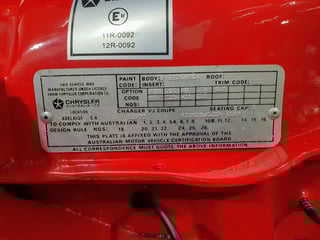 E
11R-0092
12R-0092
THIS VEHICLE WAS
MANUFACTURED UNDER LICENCE
FROM CHRYSLER CORPORATION BY
CHRYSLER
AUSTRALIA LTD.
LOCATION
ADELAIDE S.A.
PAINT BODY: ROOF:
CODE: INSERT: TRIM CODE:
OPTION
CODE
NOS:
CHARGER VJ COUPE SEATING CAP:
TO COMPLY WITH AUSTRALIAN 1, 2, 3, 4, 5A, 6, 7, 8, 10B, 11, 12, 14, 15, 16
DESIGN RULE NOS: 18, 20, 21, 22, 24, 25, 26,
THIS PLATE IS AFFIXED WITH THE APPROVAL OF THE
AUSTRALIAN MOTOR VEHICLE CERTIFICATION BOARD
ALL CORRESPONDENCE MUST QUOTE THE ABOVE INFORMATION